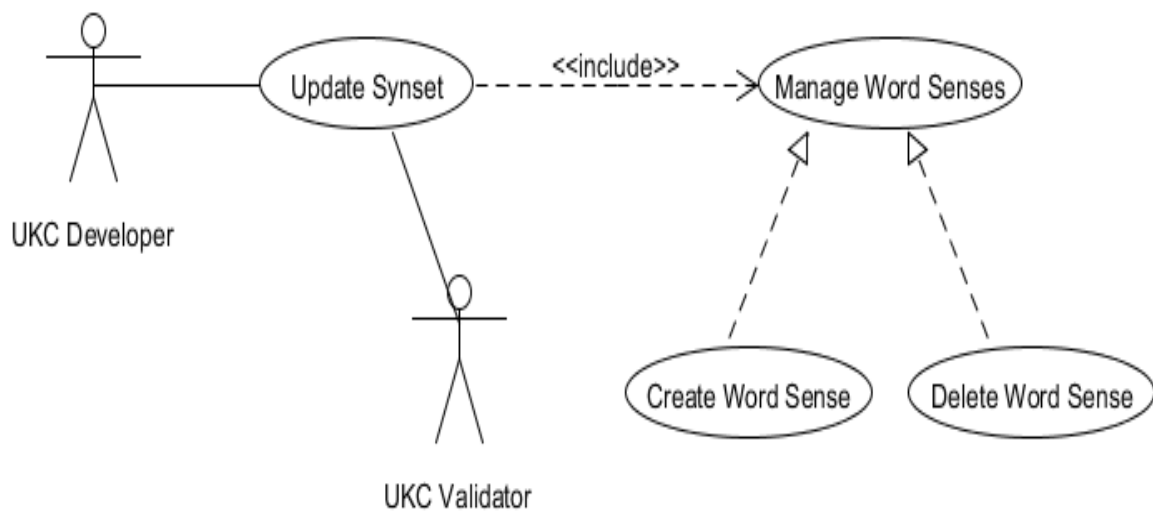 <<include>>
Update Synset
Manage Word Senses
UKC Developer
Create Word Sense
Delete Word Sense
UKC Validator